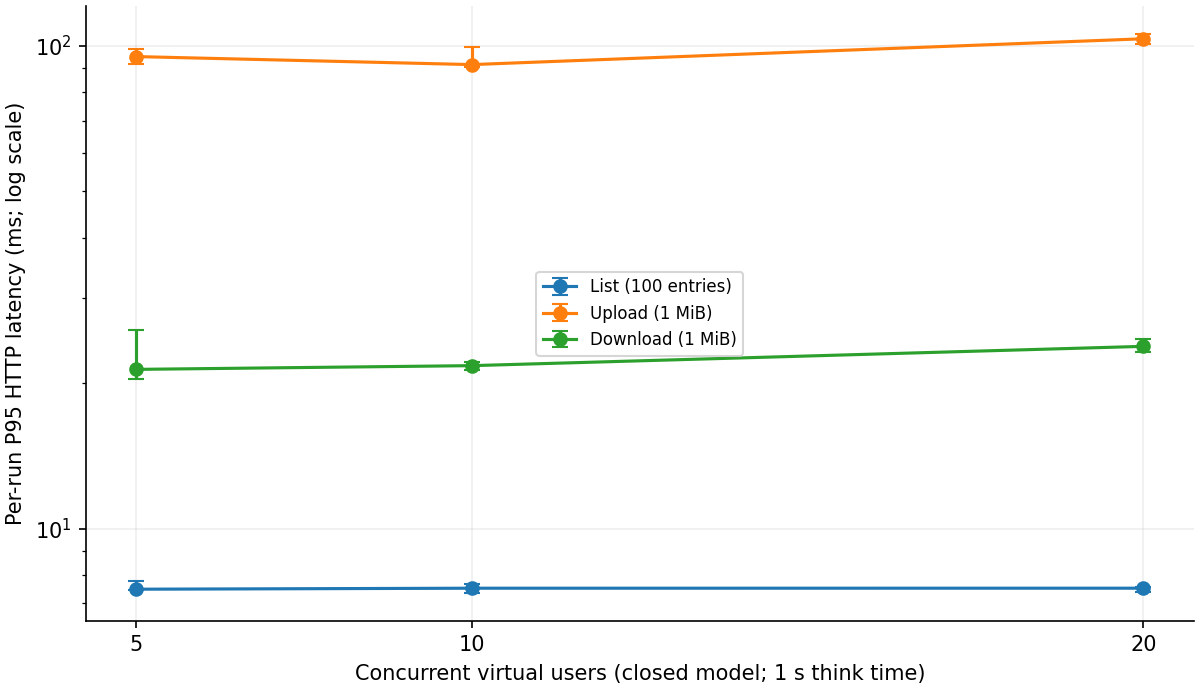 Per-run P95 HTTP latency (ms; log scale)
10²
10¹
List (100 entries)
Upload (1 MiB)
Download (1 MiB)
5
10
20
Concurrent virtual users (closed model; 1 s think time)